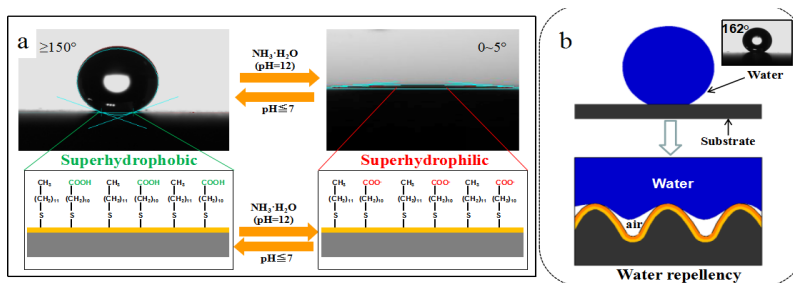 a
≥150°
NH₃·H₂O
(pH=12)
pH≦7
0~5°
Superhydrophobic
Superhydrophilic
CH₃ COOH CH₃ COOH CH₃ COOH
(CH₂)₁₁ (CH₂)₁₀ (CH₂)₁₁ (CH₂)₁₀ (CH₂)₁₁ (CH₂)₁₀
S S S S S S
NH₃·H₂O
(pH=12)
pH≦7
CH₃ COO⁻ CH₃ COO⁻ CH₃ COO⁻
(CH₂)₁₁ (CH₂)₁₀ (CH₂)₁₁ (CH₂)₁₀ (CH₂)₁₁ (CH₂)₁₀
S S S S S S
b
162°
Water
Substrate
Water
air
Water repellency